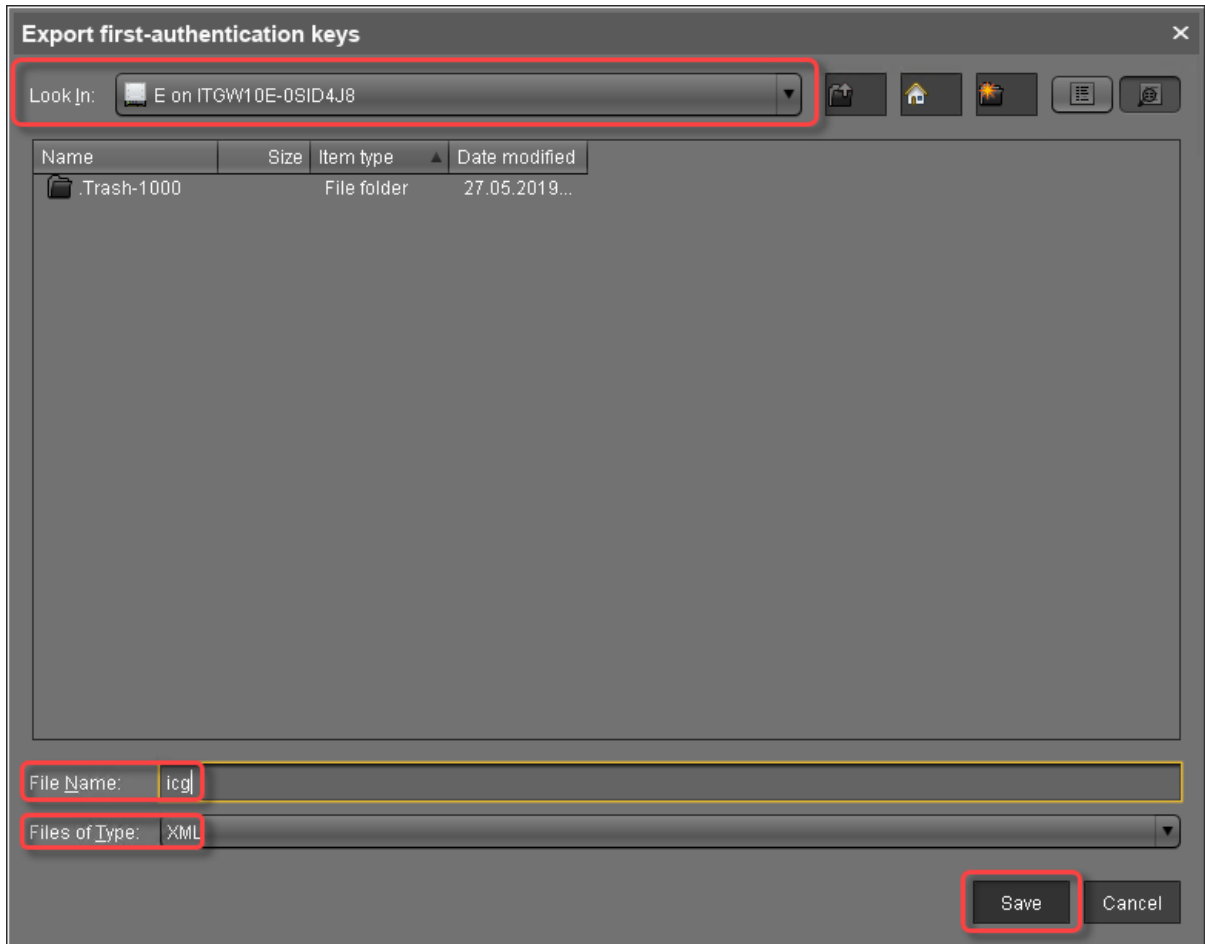 Export first-authentication keys
Look In: E on ITGW10E-0SID4J8
Name Size Item type Date modified
.Trash-1000 File folder 27.05.2019...
File Name: icg
Files of Type: XML
Save Cancel